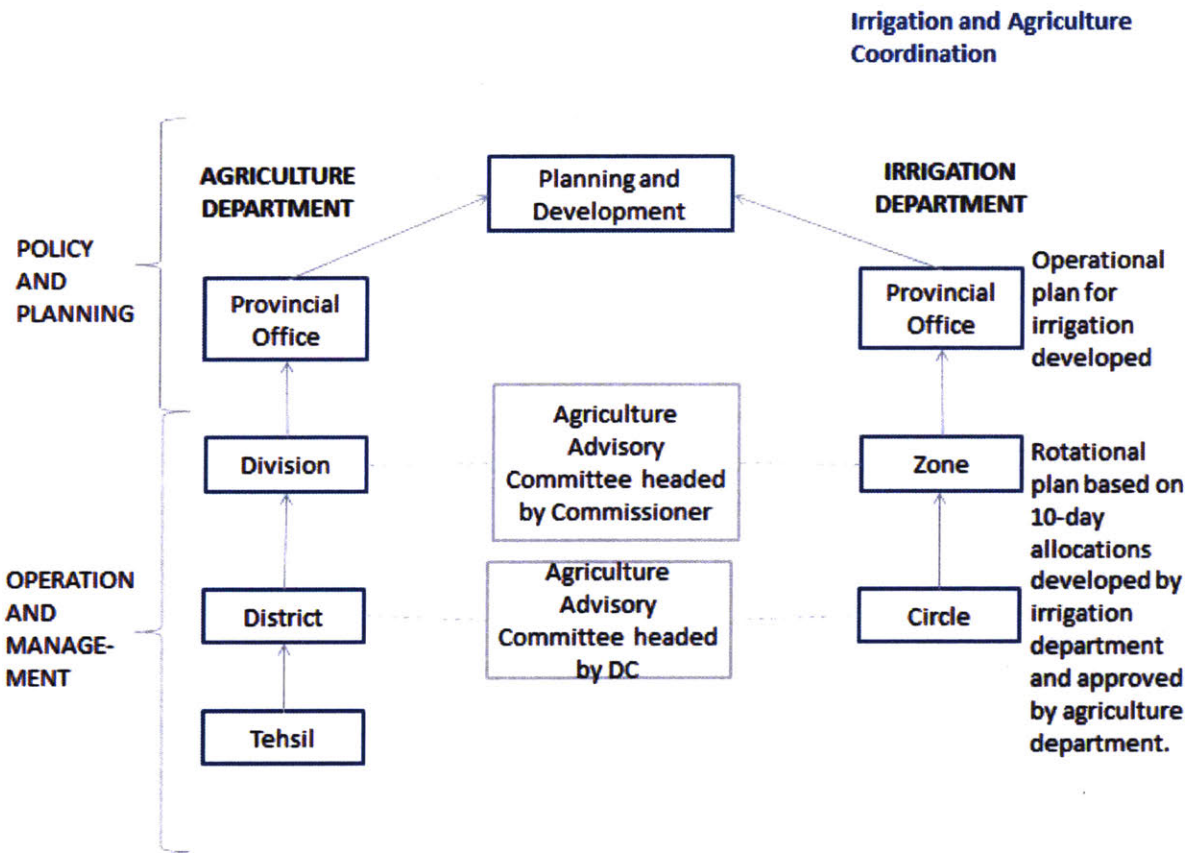 Irrigation and Agriculture
Coordination
AGRICULTURE
DEPARTMENT
Planning and
Development
IRRIGATION
DEPARTMENT
POLICY
AND
PLANNING
Provincial
Office
Provincial
Office
Operational
plan for
irrigation
developed
Agriculture
Advisory
Committee headed
by Commissioner
Division
Zone
Rotational
plan based on
10-day
allocations
developed by
irrigation
department
and approved
by agriculture
department.
OPERATION
AND
MANAGE-
MENT
District
Agriculture
Advisory
Committee headed
by DC
Circle
Tehsil